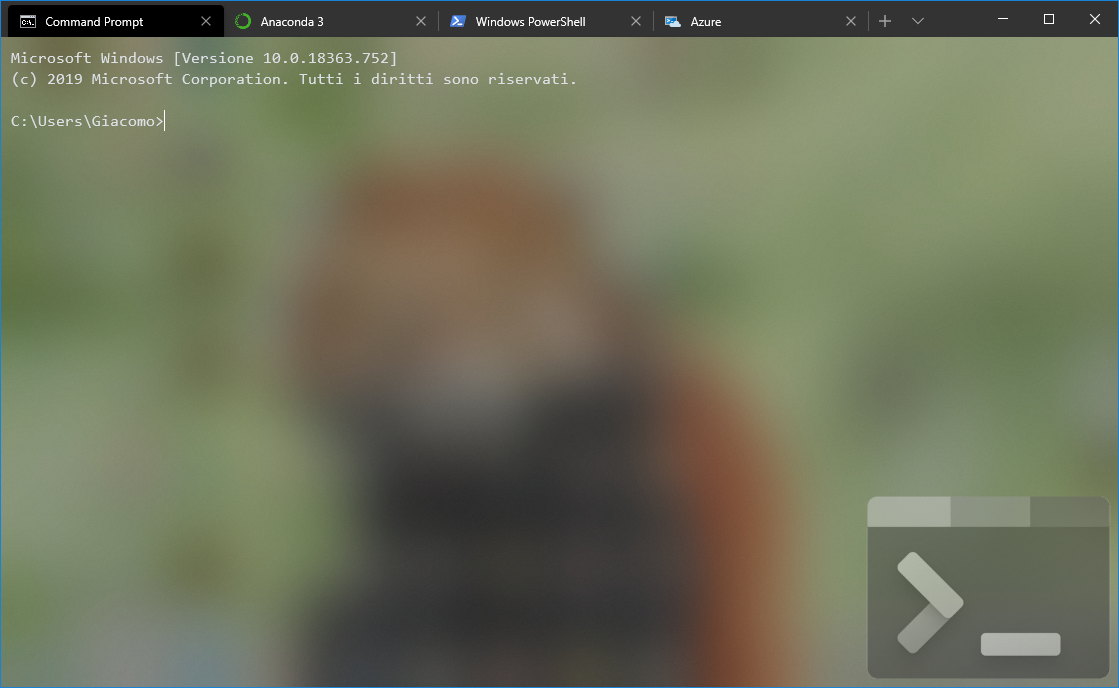 Command Prompt
Anaconda 3
Windows PowerShell
Azure
Microsoft Windows [Versione 10.0.18363.752]
(c) 2019 Microsoft Corporation. Tutti i diritti sono riservati.
C:\Users\Giacomo>